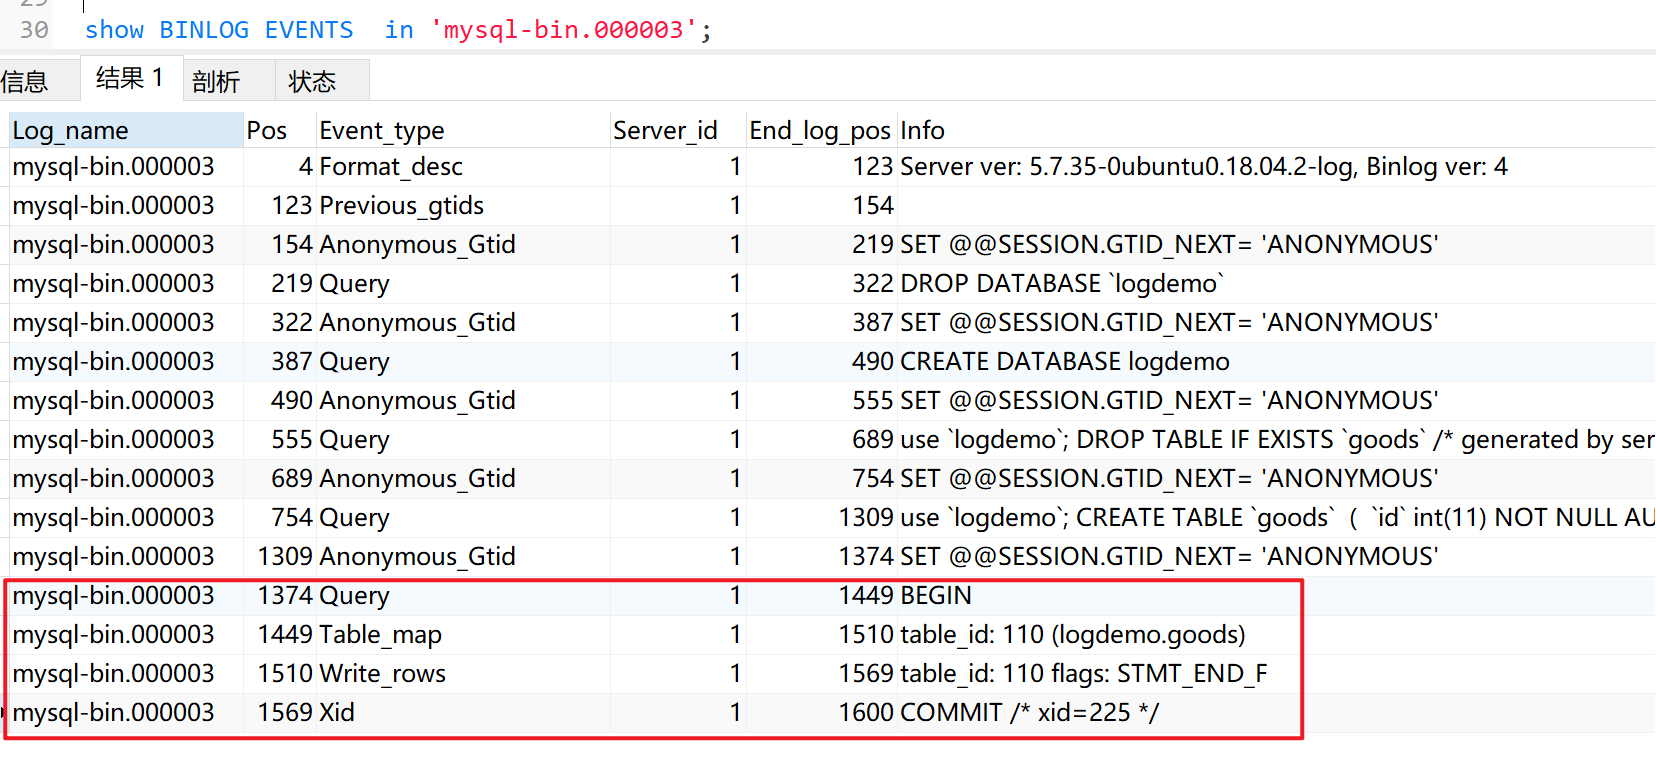 30 show BINLOG EVENTS in 'mysql-bin.000003';
信息 结果 1 剖析 状态
Log_name Pos Event_type Server_id End_log_pos Info
mysql-bin.000003 4 Format_desc 1 123 Server ver: 5.7.35-0ubuntu0.18.04.2-log, Binlog ver: 4
mysql-bin.000003 123 Previous_gtids 1 154
mysql-bin.000003 154 Anonymous_Gtid 1 219 SET @@SESSION.GTID_NEXT= 'ANONYMOUS'
mysql-bin.000003 219 Query 1 322 DROP DATABASE `logdemo`
mysql-bin.000003 322 Anonymous_Gtid 1 387 SET @@SESSION.GTID_NEXT= 'ANONYMOUS'
mysql-bin.000003 387 Query 1 490 CREATE DATABASE logdemo
mysql-bin.000003 490 Anonymous_Gtid 1 555 SET @@SESSION.GTID_NEXT= 'ANONYMOUS'
mysql-bin.000003 555 Query 1 689 use `logdemo`; DROP TABLE IF EXISTS `goods` /* generated by ser
mysql-bin.000003 689 Anonymous_Gtid 1 754 SET @@SESSION.GTID_NEXT= 'ANONYMOUS'
mysql-bin.000003 754 Query 1 1309 use `logdemo`; CREATE TABLE `goods` ( `id` int(11) NOT NULL AU
mysql-bin.000003 1309 Anonymous_Gtid 1 1374 SET @@SESSION.GTID_NEXT= 'ANONYMOUS'
mysql-bin.000003 1374 Query 1 1449 BEGIN
mysql-bin.000003 1449 Table_map 1 1510 table_id: 110 (logdemo.goods)
mysql-bin.000003 1510 Write_rows 1 1569 table_id: 110 flags: STMT_END_F
mysql-bin.000003 1569 Xid 1 1600 COMMIT /* xid=225 */